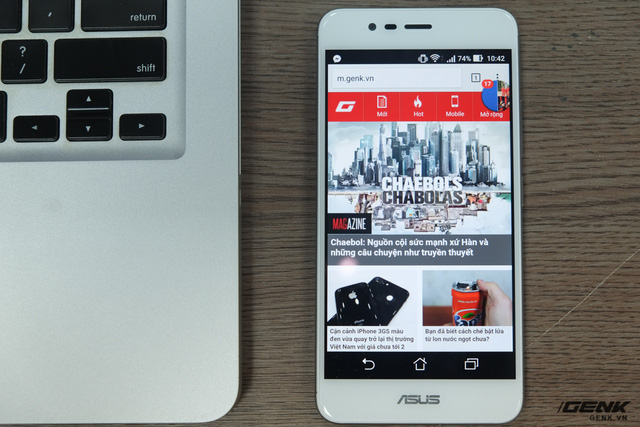 return
shift
?
/
74%
10:42
m.genk.vn
1
17
G
Mới
Hot
Mobile
Mở rộng
CHAEBOLS
CHABOLAS
MAGAZINE
Chaebol: Nguồn cội sức mạnh xứ Hàn và
những câu chuyện như truyền thuyết
Cận cảnh iPhone 3GS màu
đen vừa quay trở lại thị trường
Việt Nam với giá chưa tới 2
Bạn đã biết cách chế bật lửa
từ lon nước ngọt chưa?
ASUS
GENK
GENK.VN